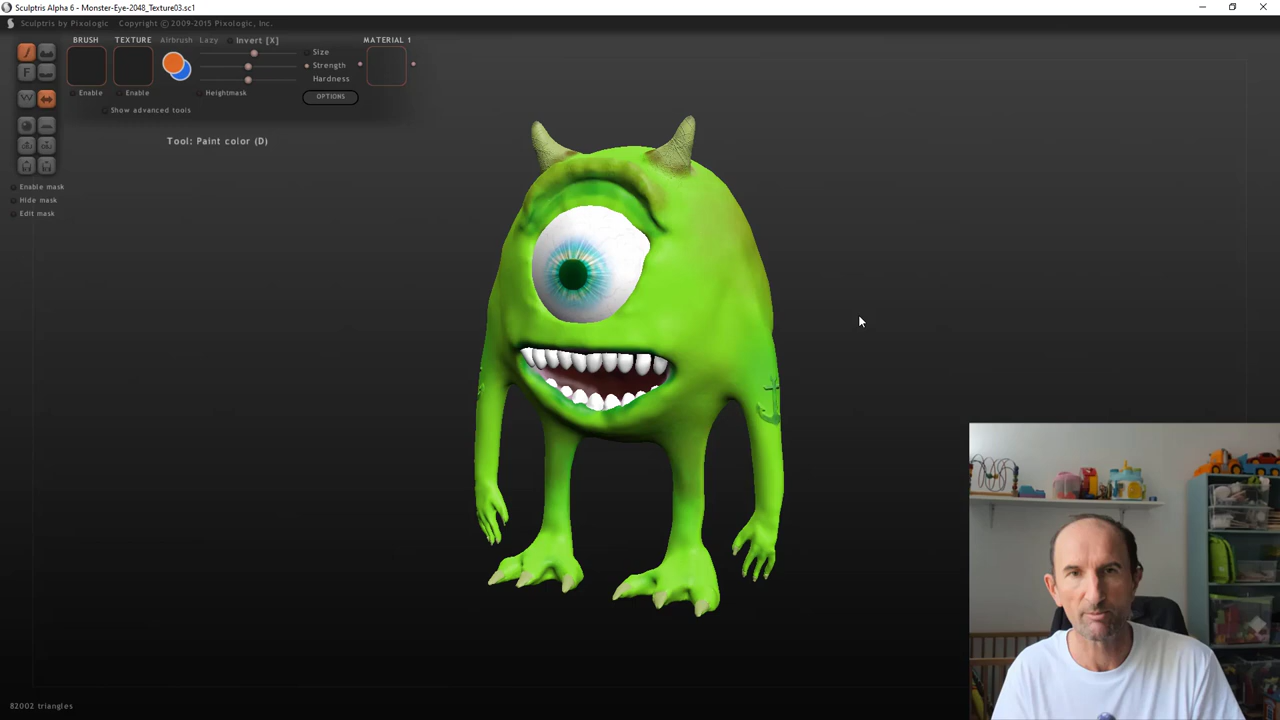 Sculptris Alpha 6 - Monster-Eye-2048_Texture03.sc1
Sculptris by Pixologic Copyright © 2009-2015 Pixologic, Inc.
BRUSH TEXTURE Airbrush Lazy Invert [X] MATERIAL 1
Size
Strength
Hardness
Enable Enable Heightmask OPTIONS
Show advanced tools
Tool: Paint color (D)
F
Enable mask
Hide mask
Edit mask
82002 triangles